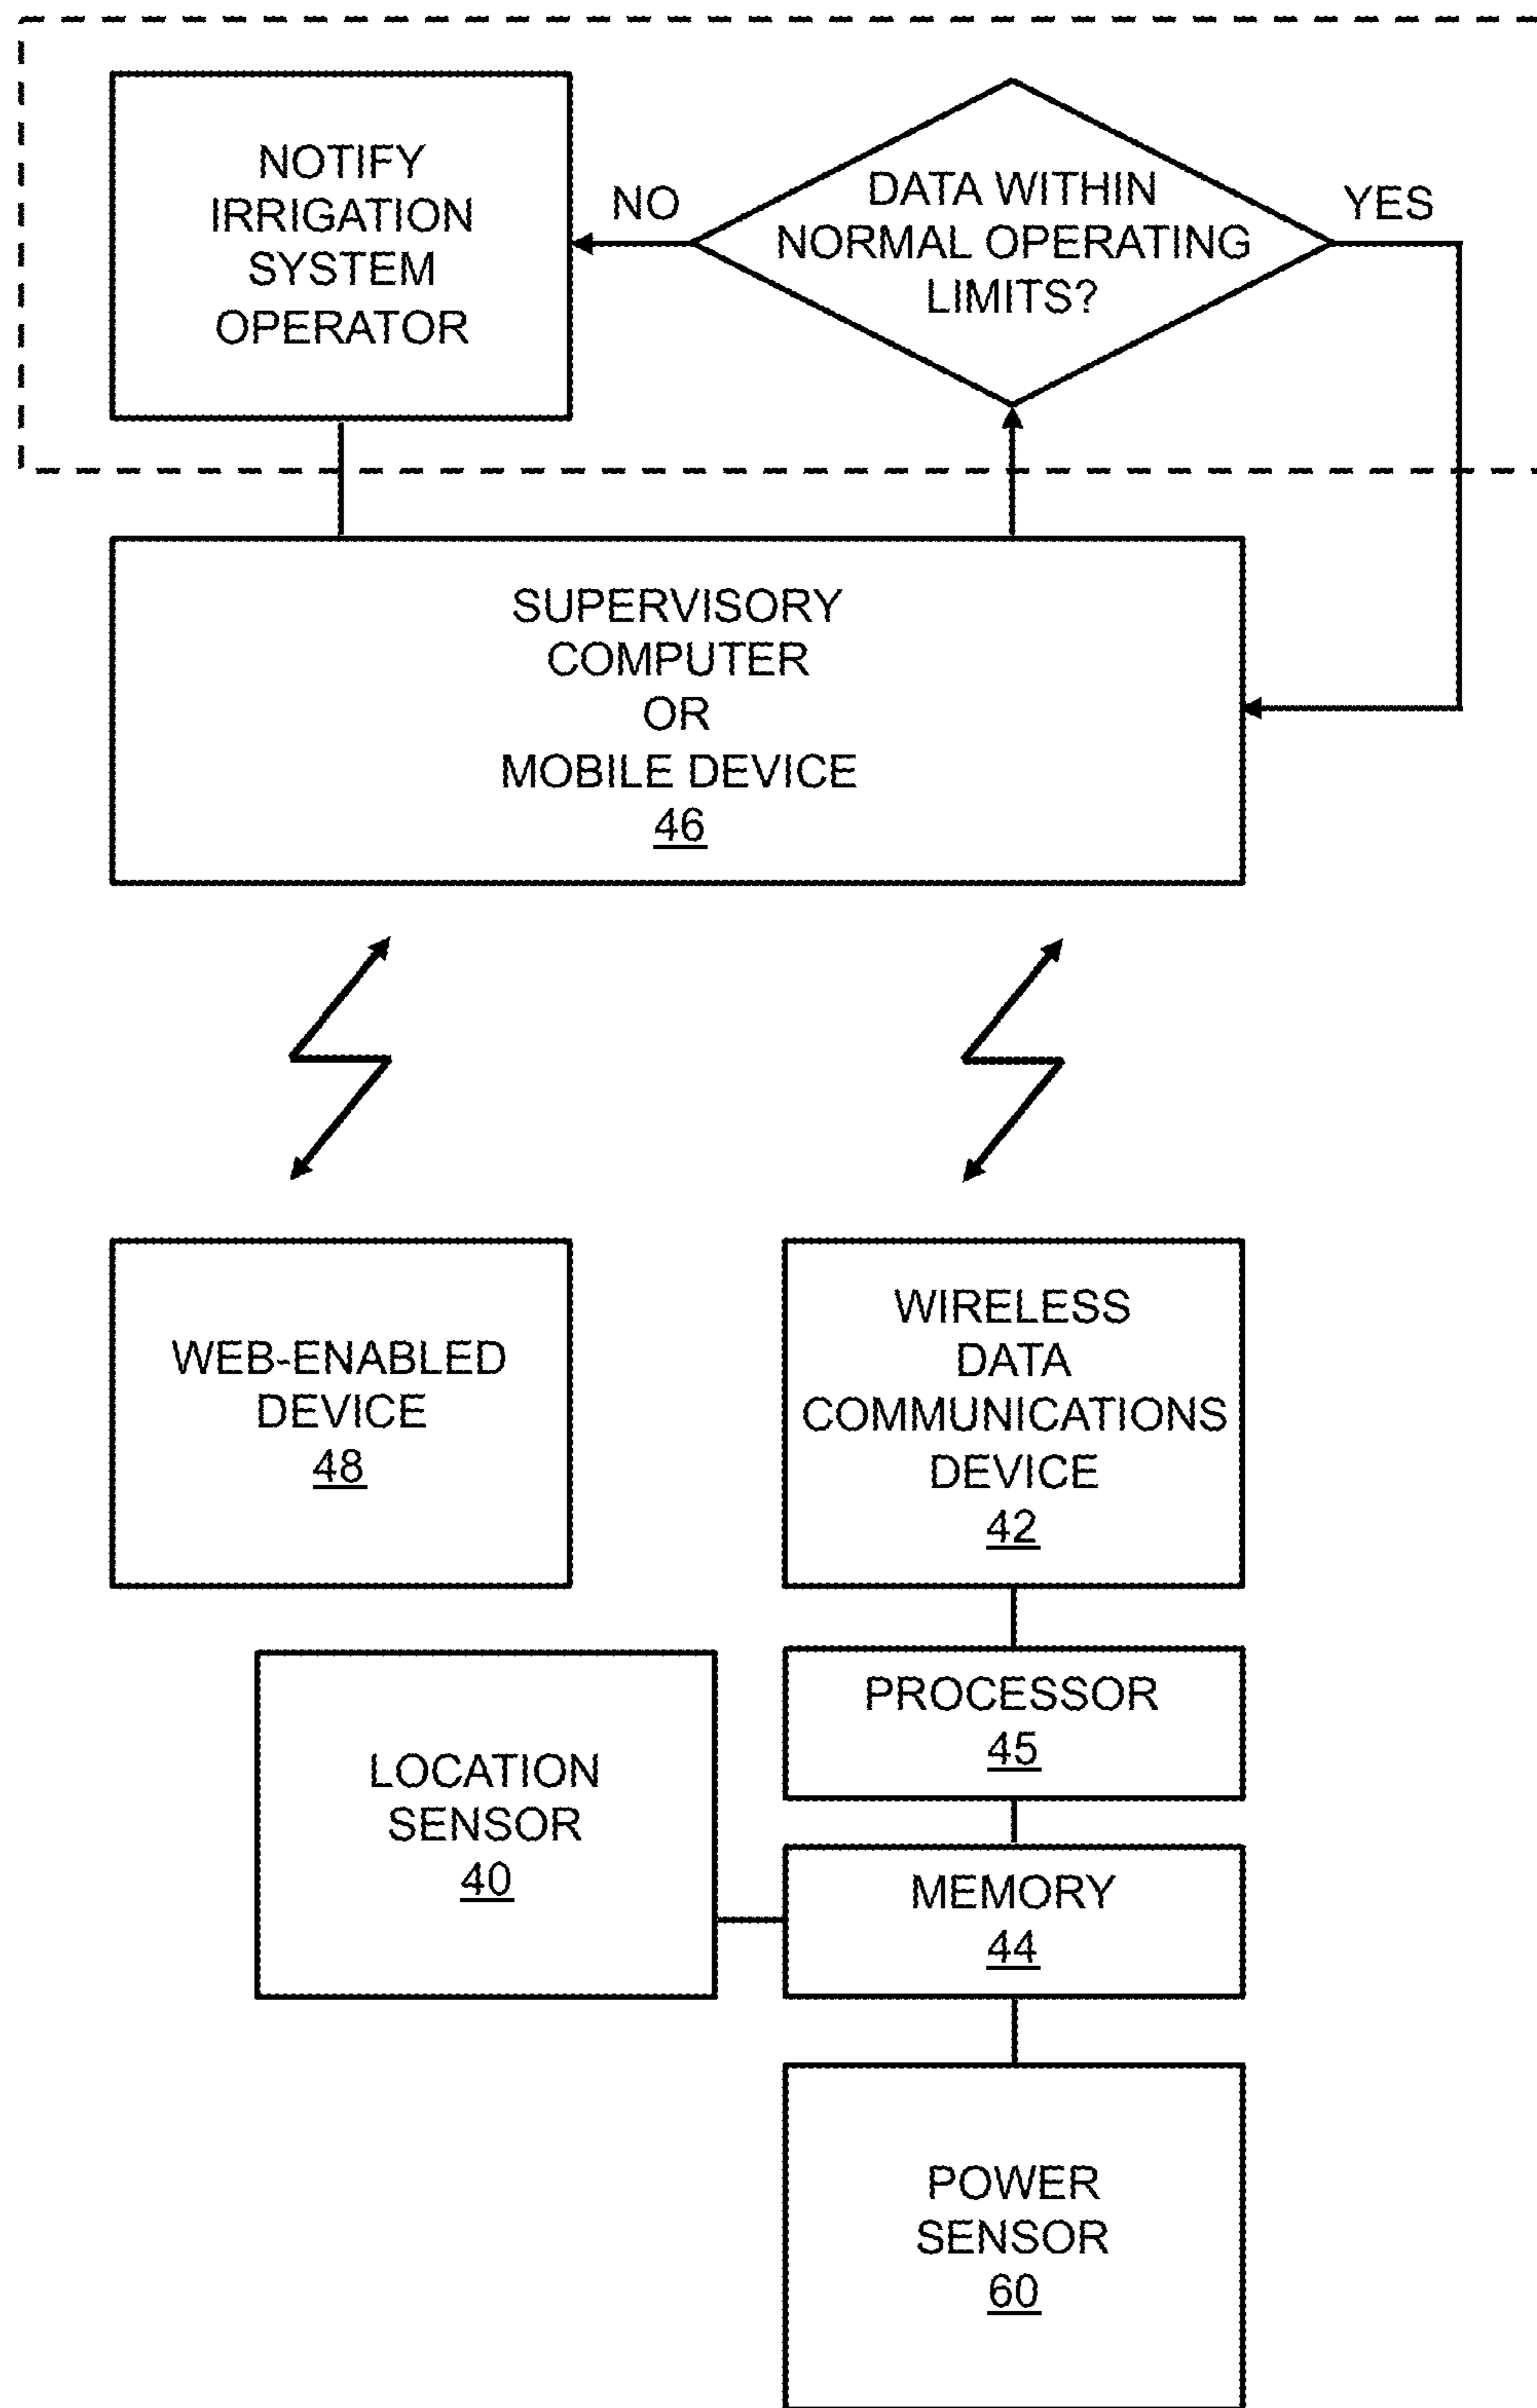 NOTIFY
IRRIGATION
SYSTEM
OPERATOR
NO
DATA WITHIN
NORMAL OPERATING
LIMITS?
YES
SUPERVISORY
COMPUTER
OR
MOBILE DEVICE
46
WEB-ENABLED
DEVICE
48
WIRELESS
DATA
COMMUNICATIONS
DEVICE
42
PROCESSOR
45
LOCATION
SENSOR
40
MEMORY
44
POWER
SENSOR
60